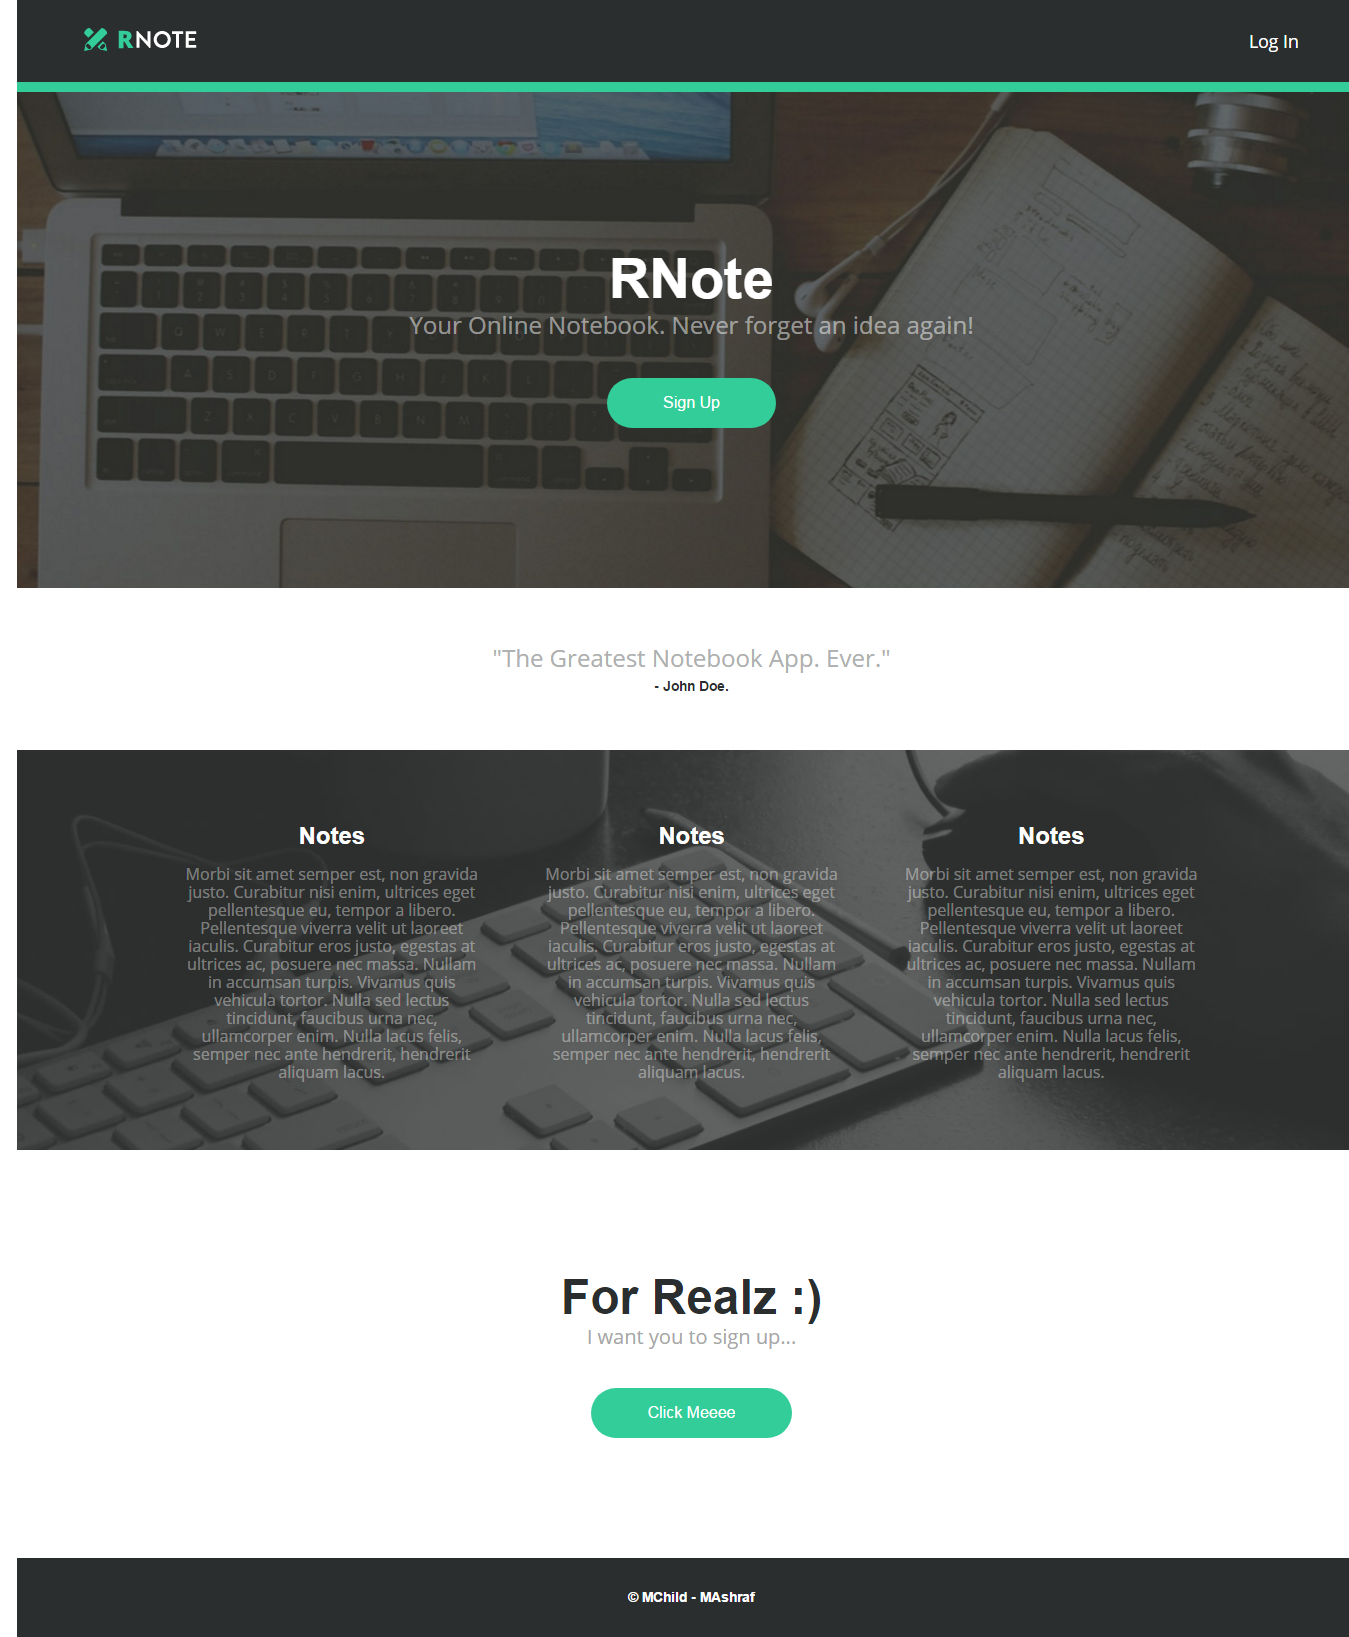 RNOTE
Log In
RNote
Your Online Notebook. Never forget an idea again!
Sign Up
"The Greatest Notebook App. Ever."
- John Doe.
Notes
Morbi sit amet semper est, non gravida
justo. Curabitur nisi enim, ultrices eget
pellentesque eu, tempor a libero.
Pellentesque viverra velit ut laoreet
iaculis. Curabitur eros justo, egestas at
ultrices ac, posuere nec massa. Nullam
in accumsan turpis. Vivamus quis
vehicula tortor. Nulla sed lectus
tincidunt, faucibus urna nec,
ullamcorper enim. Nulla lacus felis,
semper nec ante hendrerit, hendrerit
aliquam lacus.
Notes
Morbi sit amet semper est, non gravida
justo. Curabitur nisi enim, ultrices eget
pellentesque eu, tempor a libero.
Pellentesque viverra velit ut laoreet
iaculis. Curabitur eros justo, egestas at
ultrices ac, posuere nec massa. Nullam
in accumsan turpis. Vivamus quis
vehicula tortor. Nulla sed lectus
tincidunt, faucibus urna nec,
ullamcorper enim. Nulla lacus felis,
semper nec ante hendrerit, hendrerit
aliquam lacus.
Notes
Morbi sit amet semper est, non gravida
justo. Curabitur nisi enim, ultrices eget
pellentesque eu, tempor a libero.
Pellentesque viverra velit ut laoreet
iaculis. Curabitur eros justo, egestas at
ultrices ac, posuere nec massa. Nullam
in accumsan turpis. Vivamus quis
vehicula tortor. Nulla sed lectus
tincidunt, faucibus urna nec,
ullamcorper enim. Nulla lacus felis,
semper nec ante hendrerit, hendrerit
aliquam lacus.
For Realz :)
I want you to sign up...
Click Meeee
© MChild - MAshraf